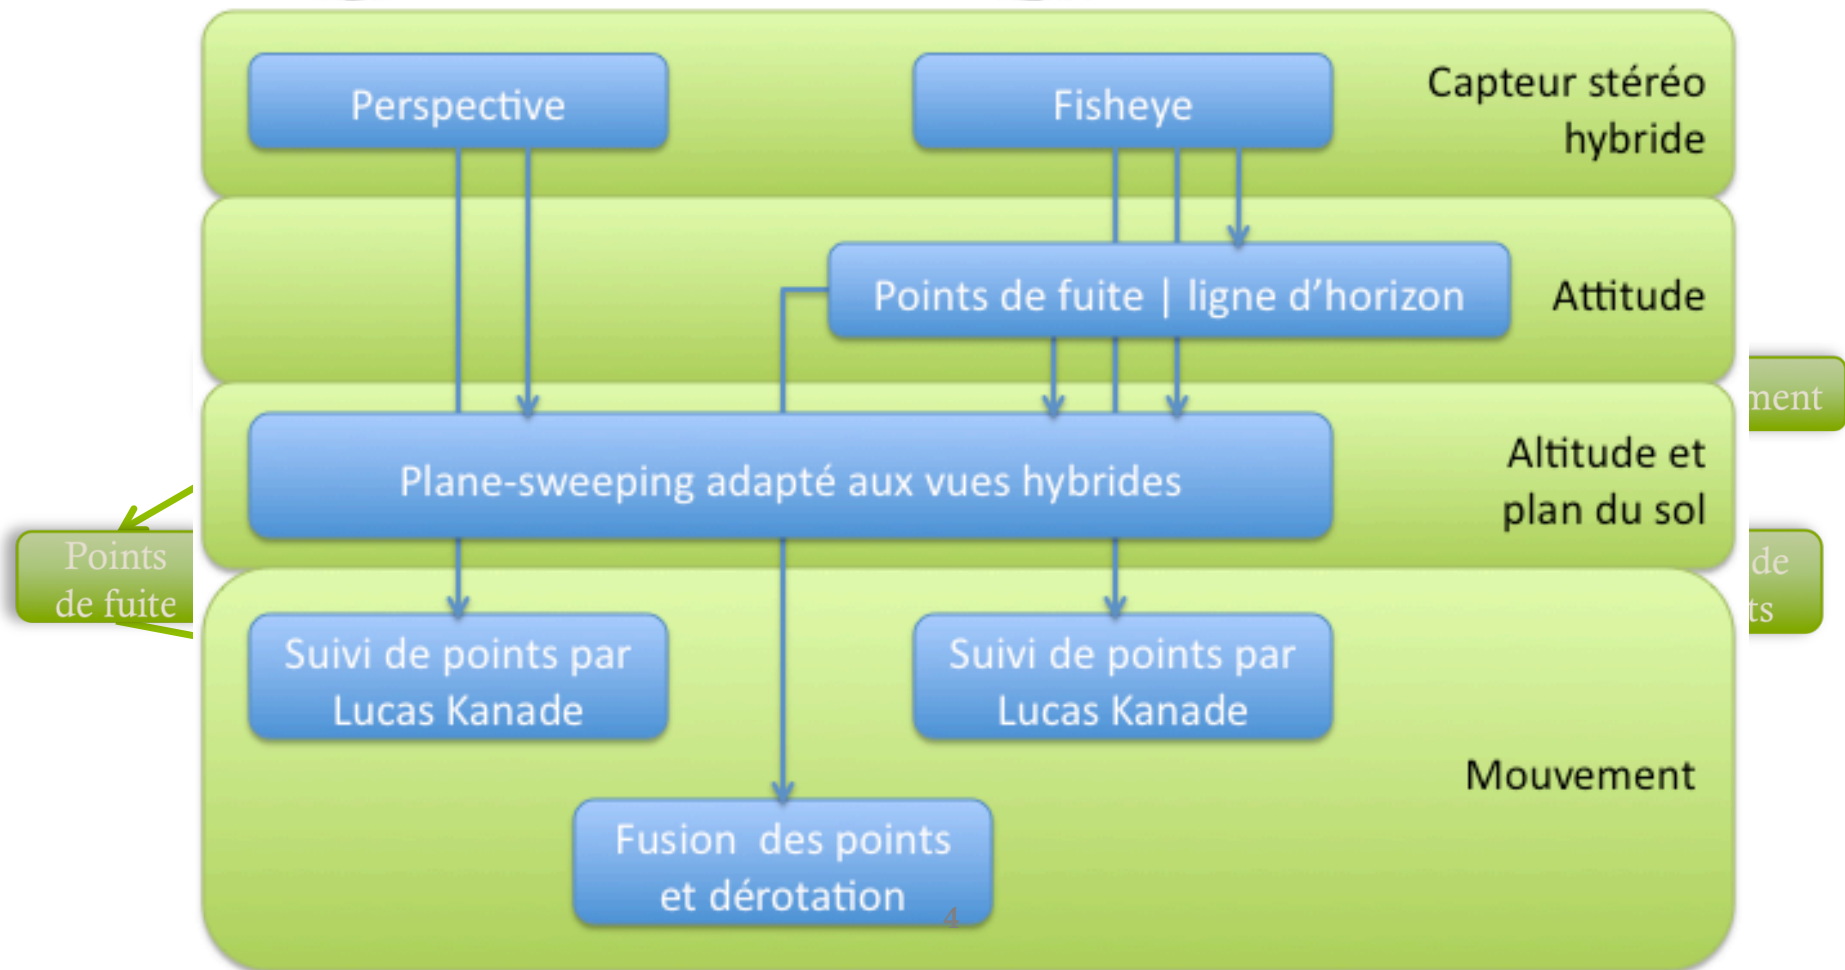 Perspective
Fisheye
Capteur stéréo
hybride
Points de fuite | ligne d’horizon
Attitude
Plane-sweeping adapté aux vues hybrides
Altitude et
plan du sol
Points
de fuite
de
Suivi de points par
Lucas Kanade
Suivi de points par
Lucas Kanade
Mouvement
Fusion des points
et dérotation
4